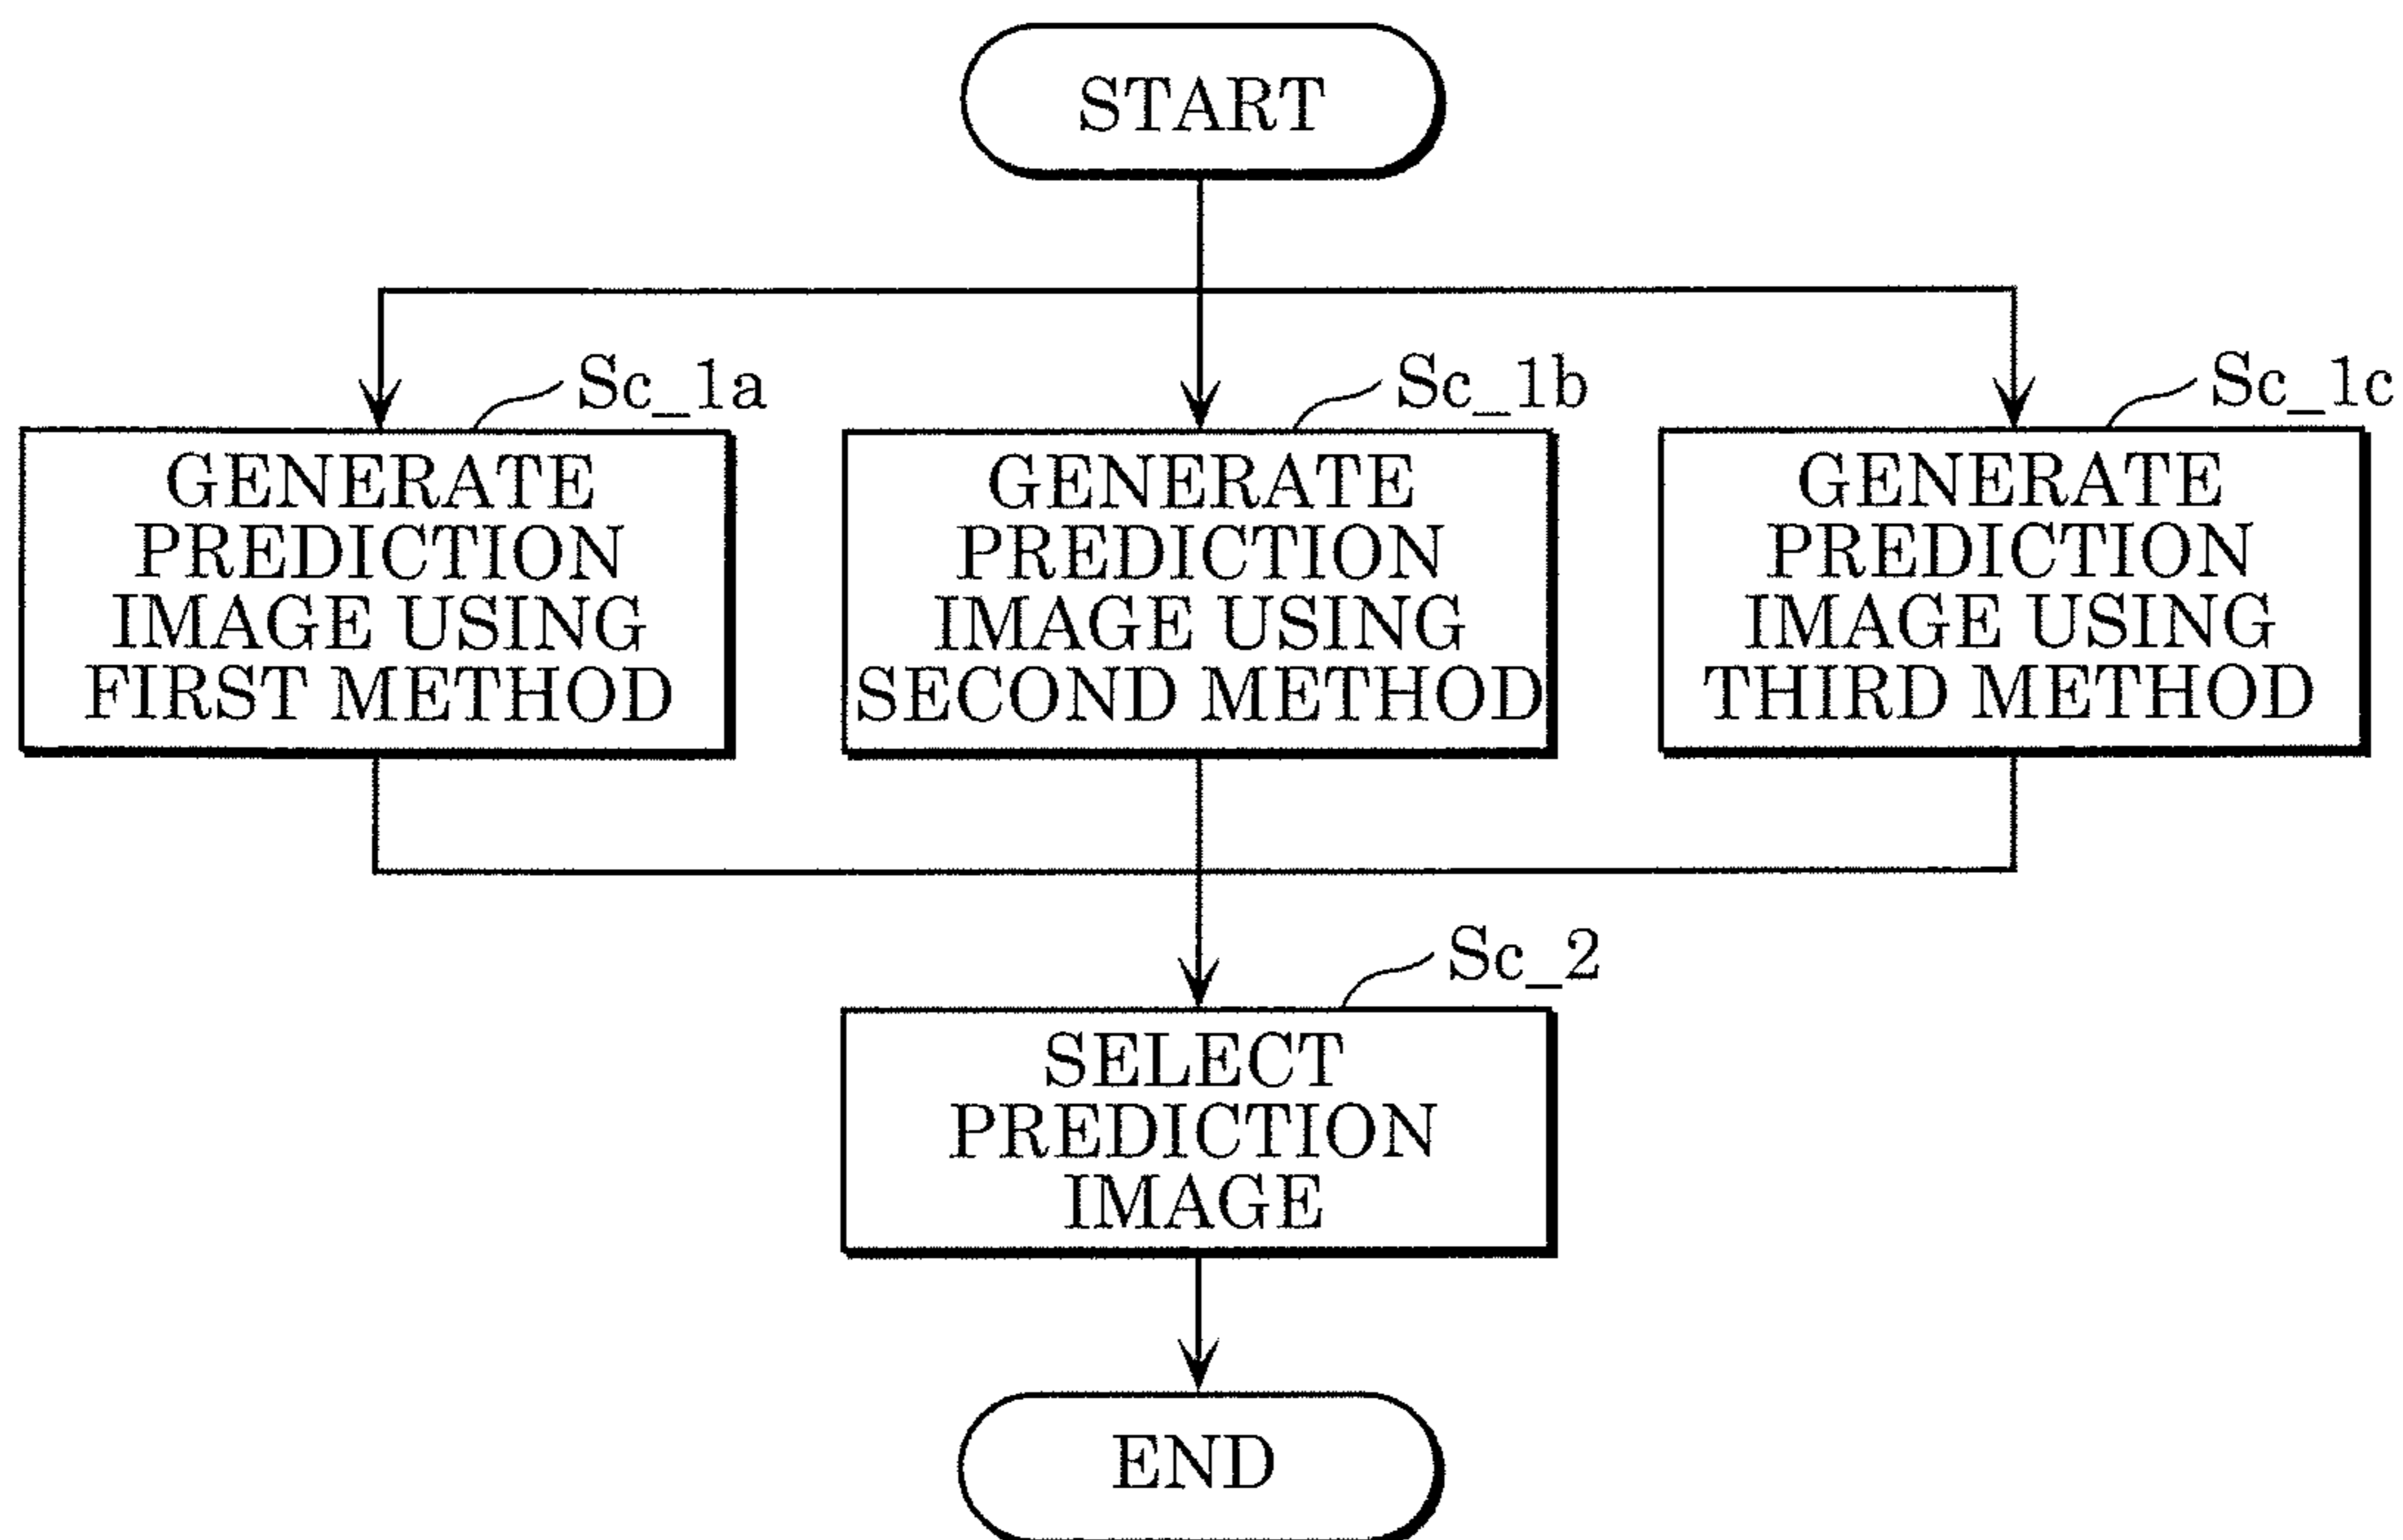 START
Sc_1a
Sc_1b
Sc_1c
GENERATE
PREDICTION
IMAGE USING
FIRST METHOD
GENERATE
PREDICTION
IMAGE USING
SECOND METHOD
GENERATE
PREDICTION
IMAGE USING
THIRD METHOD
Sc_2
SELECT
PREDICTION
IMAGE
END